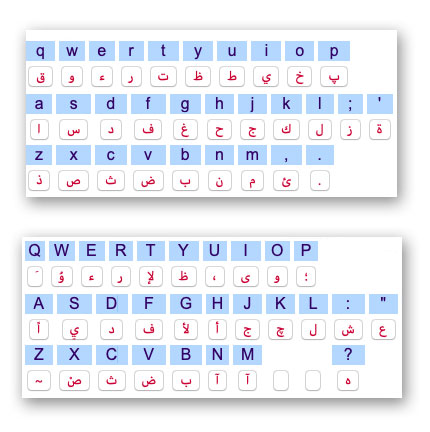 q w e r t y u i o p
ق و ء ر ت ظ ط ي خ پ
a s d f g h j k l ; '
ا س د ف غ ح ج ك ل ز ة
z x c v b n m , .
ذ ص ث ض ب ن م ئ .
Q W E R T Y U I O P
َ وُ ء ر لإ ظ ، ى و ؛
A S D F G H J K L : "
اً يِ د ف لأ أ ج چ ل ش ع
Z X C V B N M ?
~ صْ ث ض ب آ آ ه